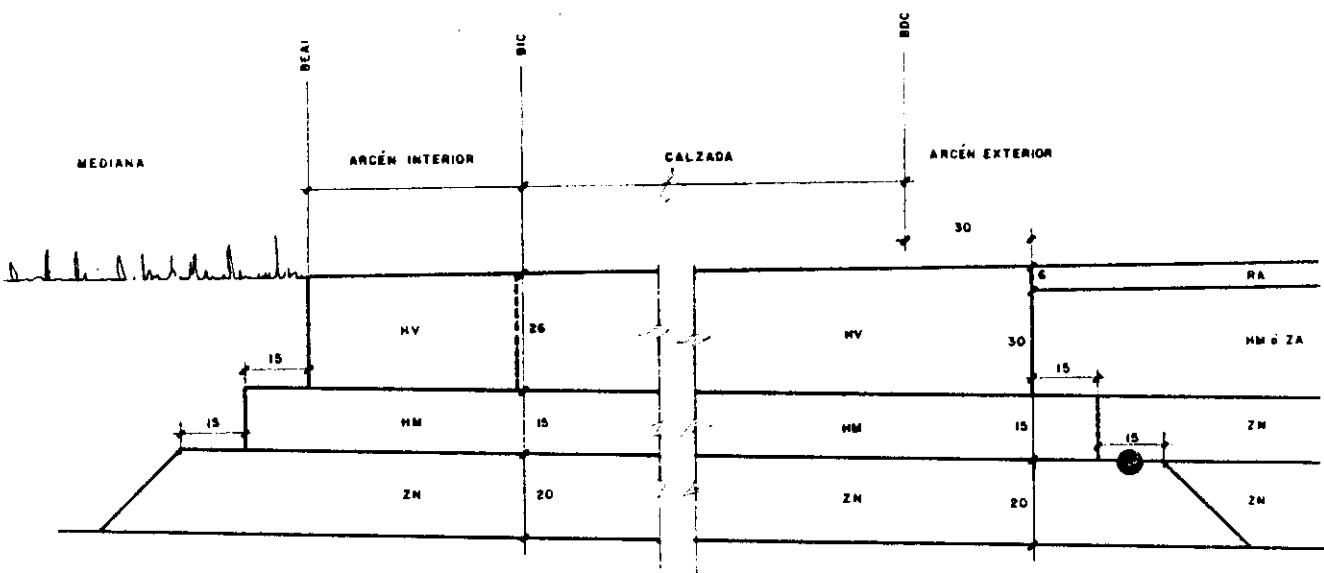 BEAI
BIC
BDC
MEDIANA
ARCÉN INTERIOR
CALZADA
ARCÉN EXTERIOR
30
6
RA
HV
26
HV
30
HM ó ZA
15
15
15
HM
15
HM
15
ZN
15
ZN
20
ZN
20
ZN